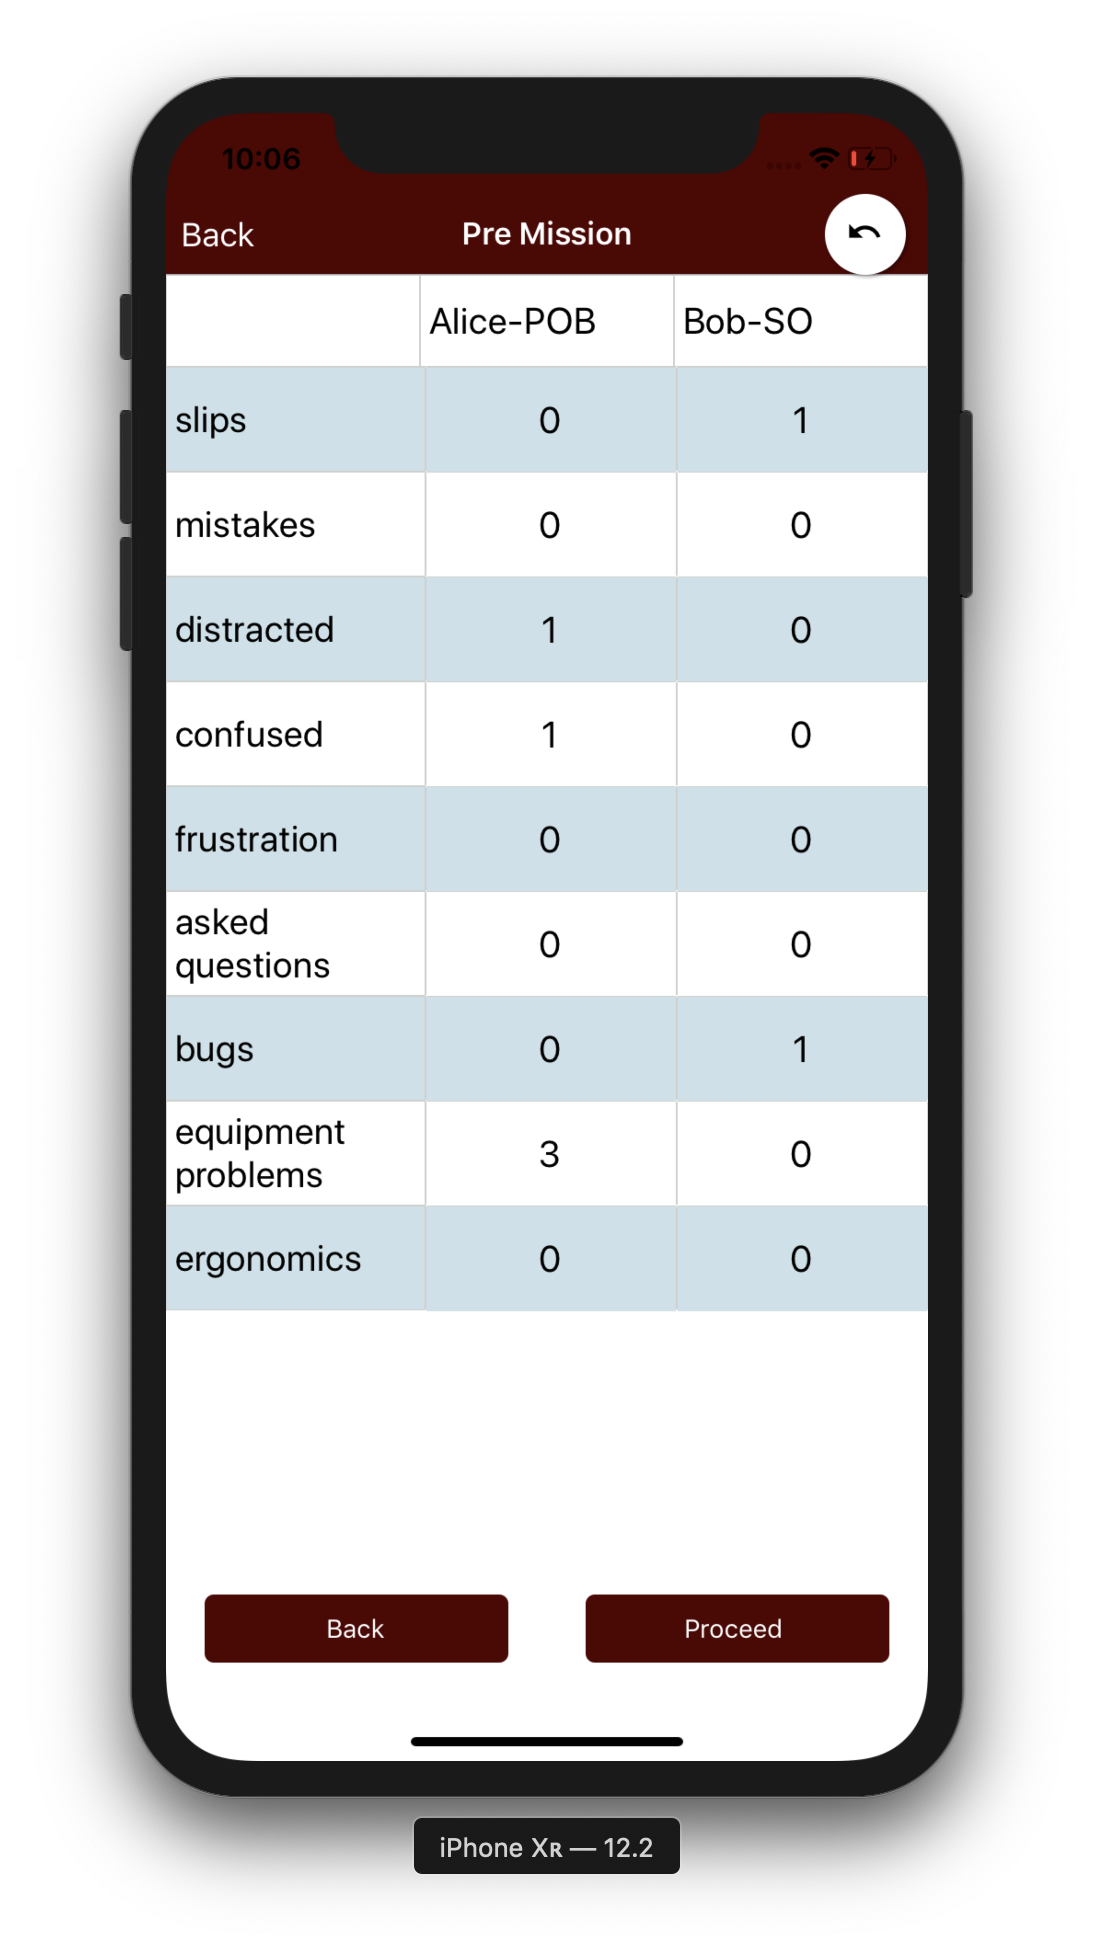 10:06
Back Pre Mission
Alice-POB Bob-SO
slips 0 1
mistakes 0 0
distracted 1 0
confused 1 0
frustration 0 0
asked
questions 0 0
bugs 0 1
equipment
problems 3 0
ergonomics 0 0
Back Proceed
iPhone Xʀ — 12.2